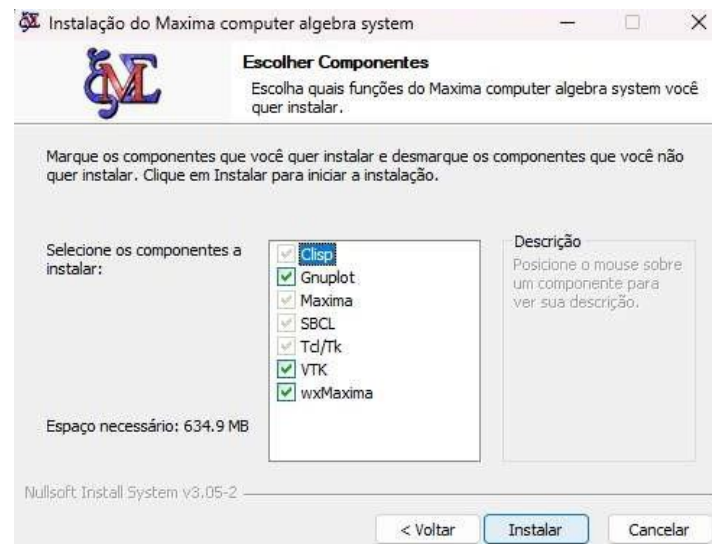 Instalação do Maxima computer algebra system
Escolher Componentes
Escolha quais funções do Maxima computer algebra system você
quer instalar.
Marque os componentes que você quer instalar e desmarque os componentes que você não
quer instalar. Clique em Instalar para iniciar a instalação.
Selecione os componentes a
instalar:
Clisp
Gnuplot
Maxima
SBCL
Tcl/Tk
VTK
wxMaxima
Descrição
Posicione o mouse sobre
um componente para
ver sua descrição.
Espaço necessário: 634.9 MB
Nullsoft Install System v3.05-2
< Voltar
Instalar
Cancelar